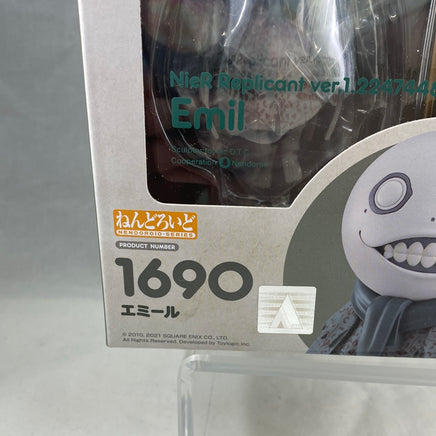 NieR Replicant ver.1.2247446
Emil
ねんどろいど
NENDOROID-SERIES
PRODUCT NUMBER
1690
エミール
© 2010, 2021 SQUARE ENIX CO., LTD.
All Rights Reserved. Developed by Toylogic Inc.